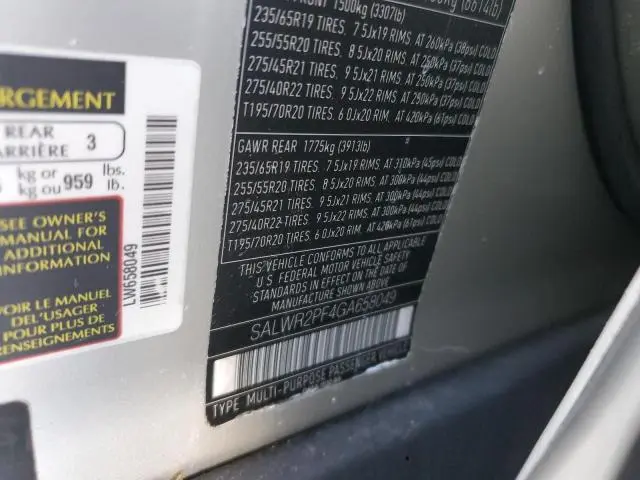 RGEMENT
REAR
ARRIÈRE 3
kg or lbs.
kg ou 959 lb.
SEE OWNER'S
MANUAL FOR
ADDITIONAL
INFORMATION
VOIR LE MANUEL
DEL'USAGER
POUR PLUS DE
RENSEIGNEMENTS
LW658049
1500kg (3307lb)
235/65R19 TIRES. 7 5Jx19 RIMS. AT 260kPa (38psi) COLD
255/55R20 TIRES. 8 5Jx20 RIMS. AT 250kPa (37psi) COLD
275/45R21 TIRES. 9 5Jx21 RIMS. AT 250kPa (37psi) COLD
275/40R22 TIRES. 9 5Jx22 RIMS. AT 250kPa (37psi) COLD
T195/70R20 TIRES. 6 0Jx20 RIM. AT 420kPa (61psi) COLD
GAWR REAR 1775kg (3913lb)
235/65R19 TIRES. 7 5Jx19 RIMS. AT 310kPa (45psi) COLD
255/55R20 TIRES. 8 5Jx20 RIMS. AT 300kPa (44psi) COLD
275/45R21 TIRES. 9 5Jx21 RIMS. AT 300kPa (44psi) COLD
275/40R22 TIRES. 9 5Jx22 RIMS. AT 300kPa (44psi) COLD
T195/70R20 TIRES. 6 0Jx20 RIM. AT 420kPa (61psi) COLD
THIS VEHICLE CONFORMS TO ALL APPLICABLE
U.S. FEDERAL MOTOR VEHICLE SAFETY
STANDARDS IN EFFECT ON THE DATE OF
MANUFACTURE SHOWN ABOVE
SALWR2PF4GA658049
TYPE MULTI-PURPOSE PASSENGER VEHICLE